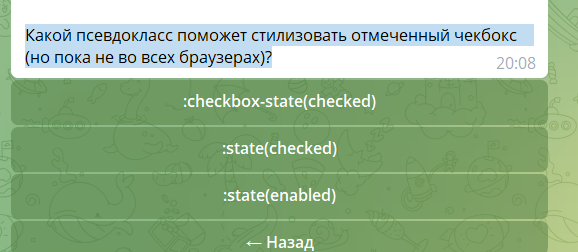 Какой псевдокласс поможет стилизовать отмеченный чекбокс
(но пока не во всех браузерах)?
20:08
:checkbox-state(checked)
:state(checked)
:state(enabled)
← Назад